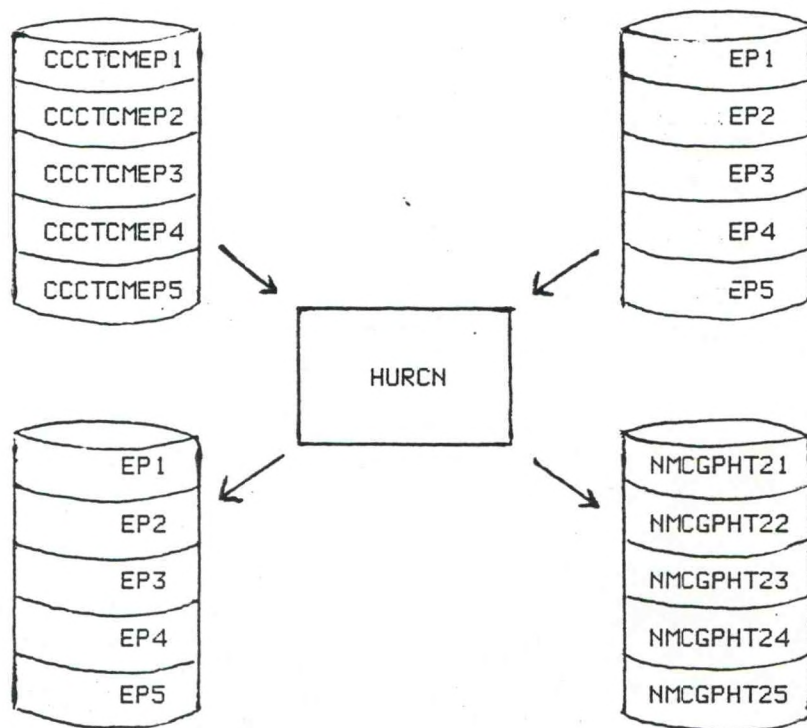 CCCTCMEP1
CCCTCMEP2
CCCTCMEP3
CCCTCMEP4
CCCTCMEP5
EP1
EP2
EP3
EP4
EP5
HURCN
EP1
EP2
EP3
EP4
EP5
NMCGPHT21
NMCGPHT22
NMCGPHT23
NMCGPHT24
NMCGPHT25